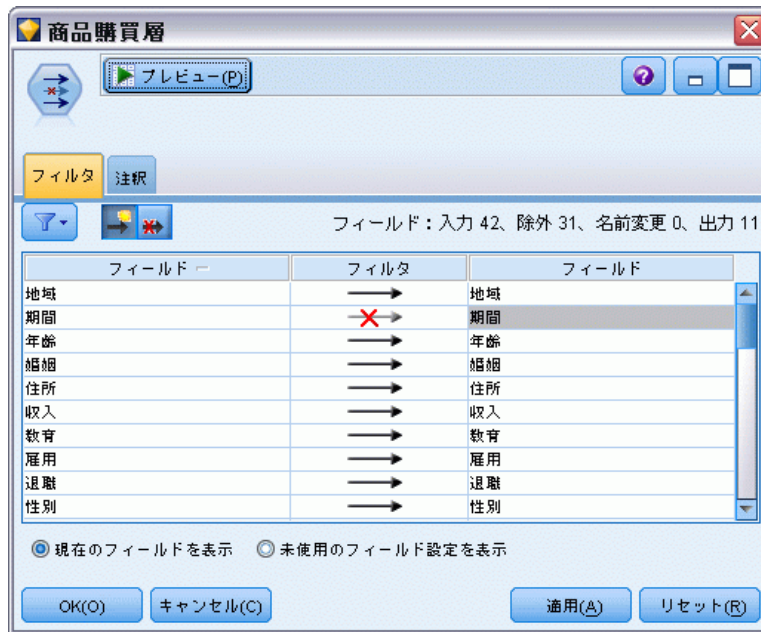 商品購買層
プレビュー(P)
フィルタ 注釈
フィールド：入力 42、除外 31、名前変更 0、出力 11
フィールド フィルタ フィールド
地域 地域
期間 期間
年齢 年齢
婚姻 婚姻
住所 住所
収入 収入
教育 教育
雇用 雇用
退職 退職
性別 性別
現在のフィールドを表示 未使用のフィールド設定を表示
OK(O) キャンセル(C) 適用(A) リセット(R)